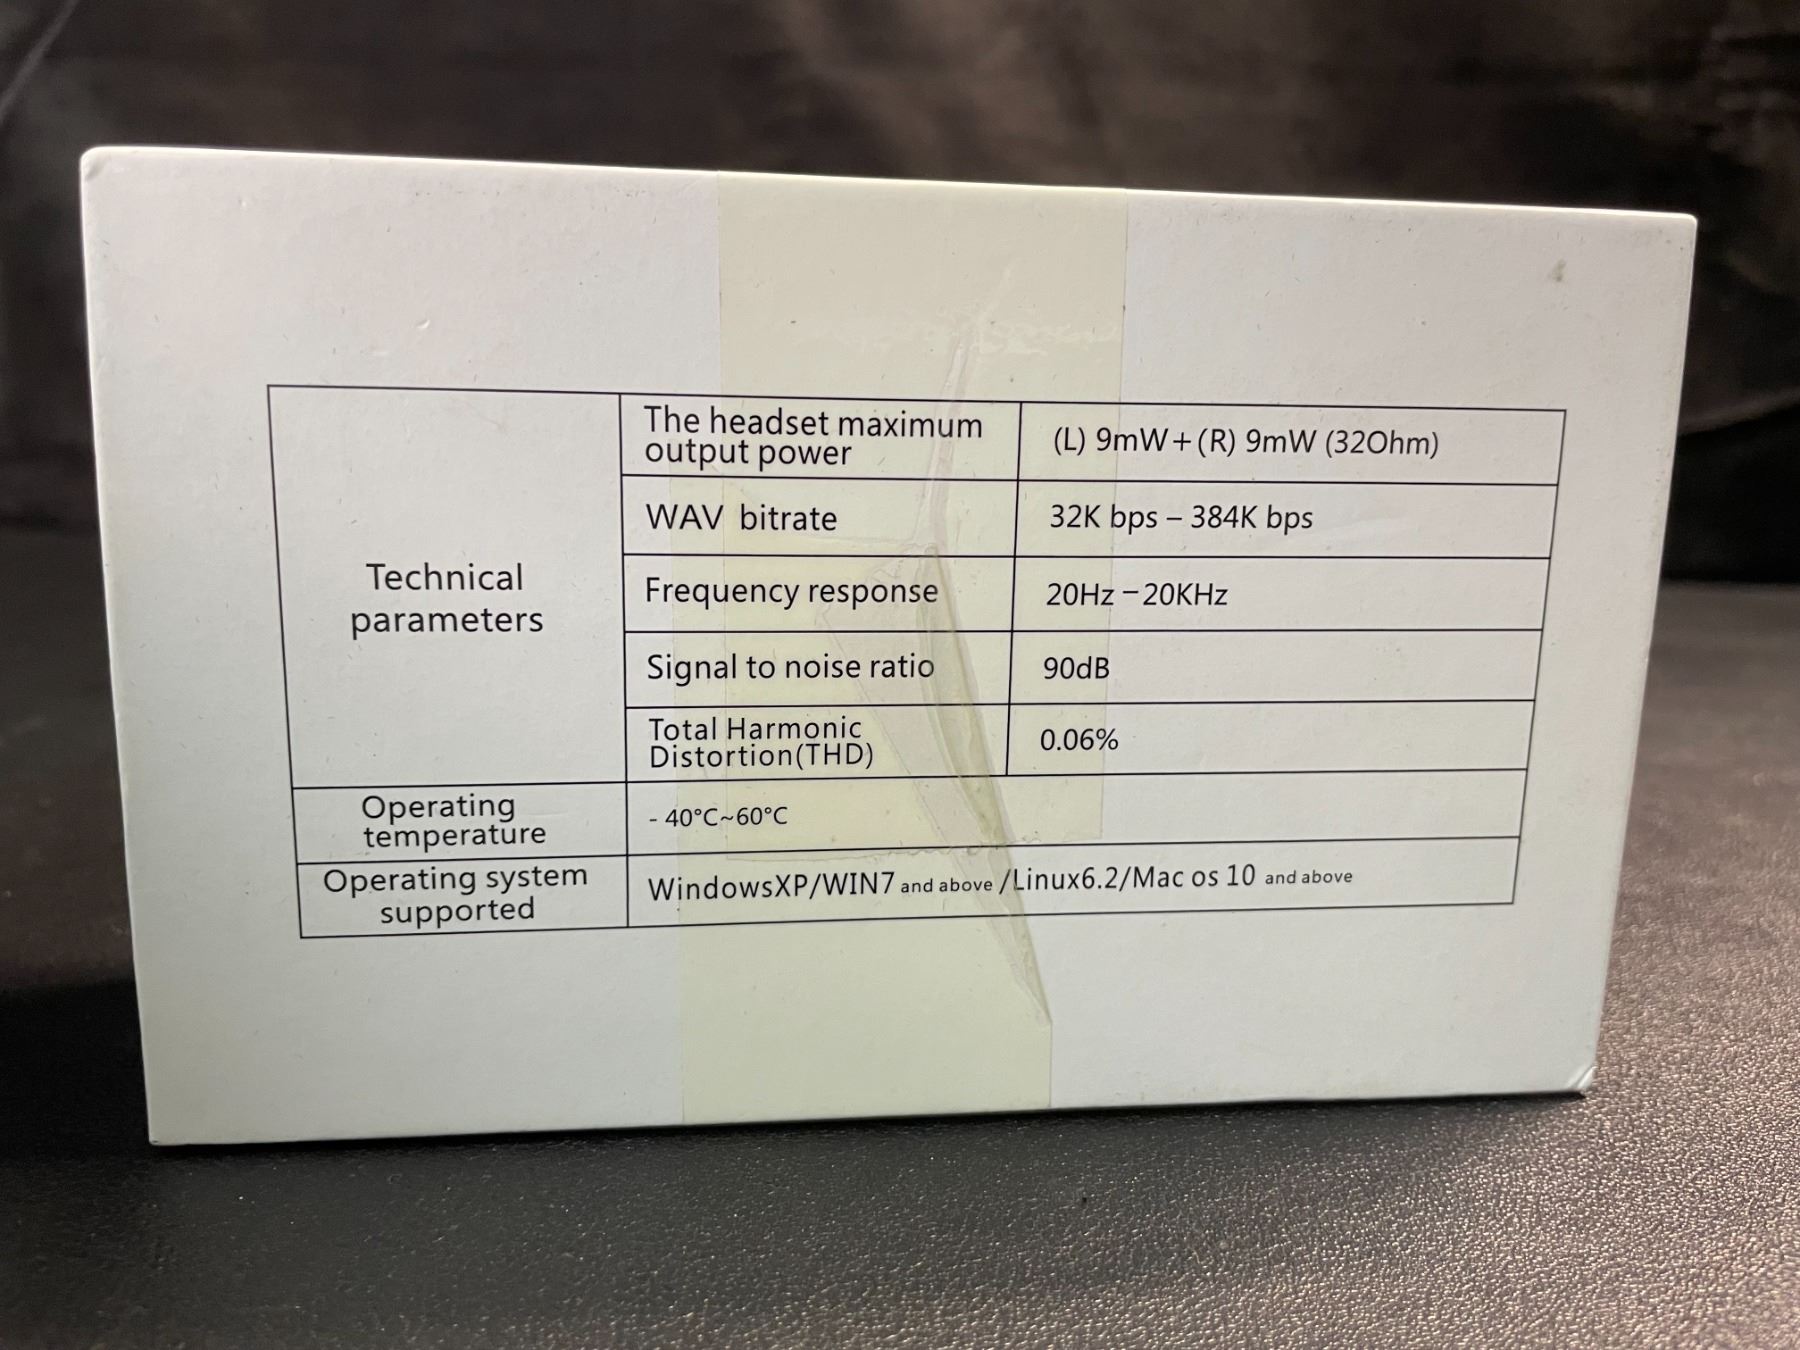 The headset maximum
output power
(L) 9mW+(R) 9mW (32Ohm)
WAV bitrate
32K bps – 384K bps
Technical
parameters
Frequency response
20Hz –20KHz
Signal to noise ratio
90dB
Total Harmonic
Distortion(THD)
0.06%
Operating
temperature
- 40°C~60°C
Operating system
supported
WindowsXP/WIN7 and above /Linux6.2/Mac os 10 and above